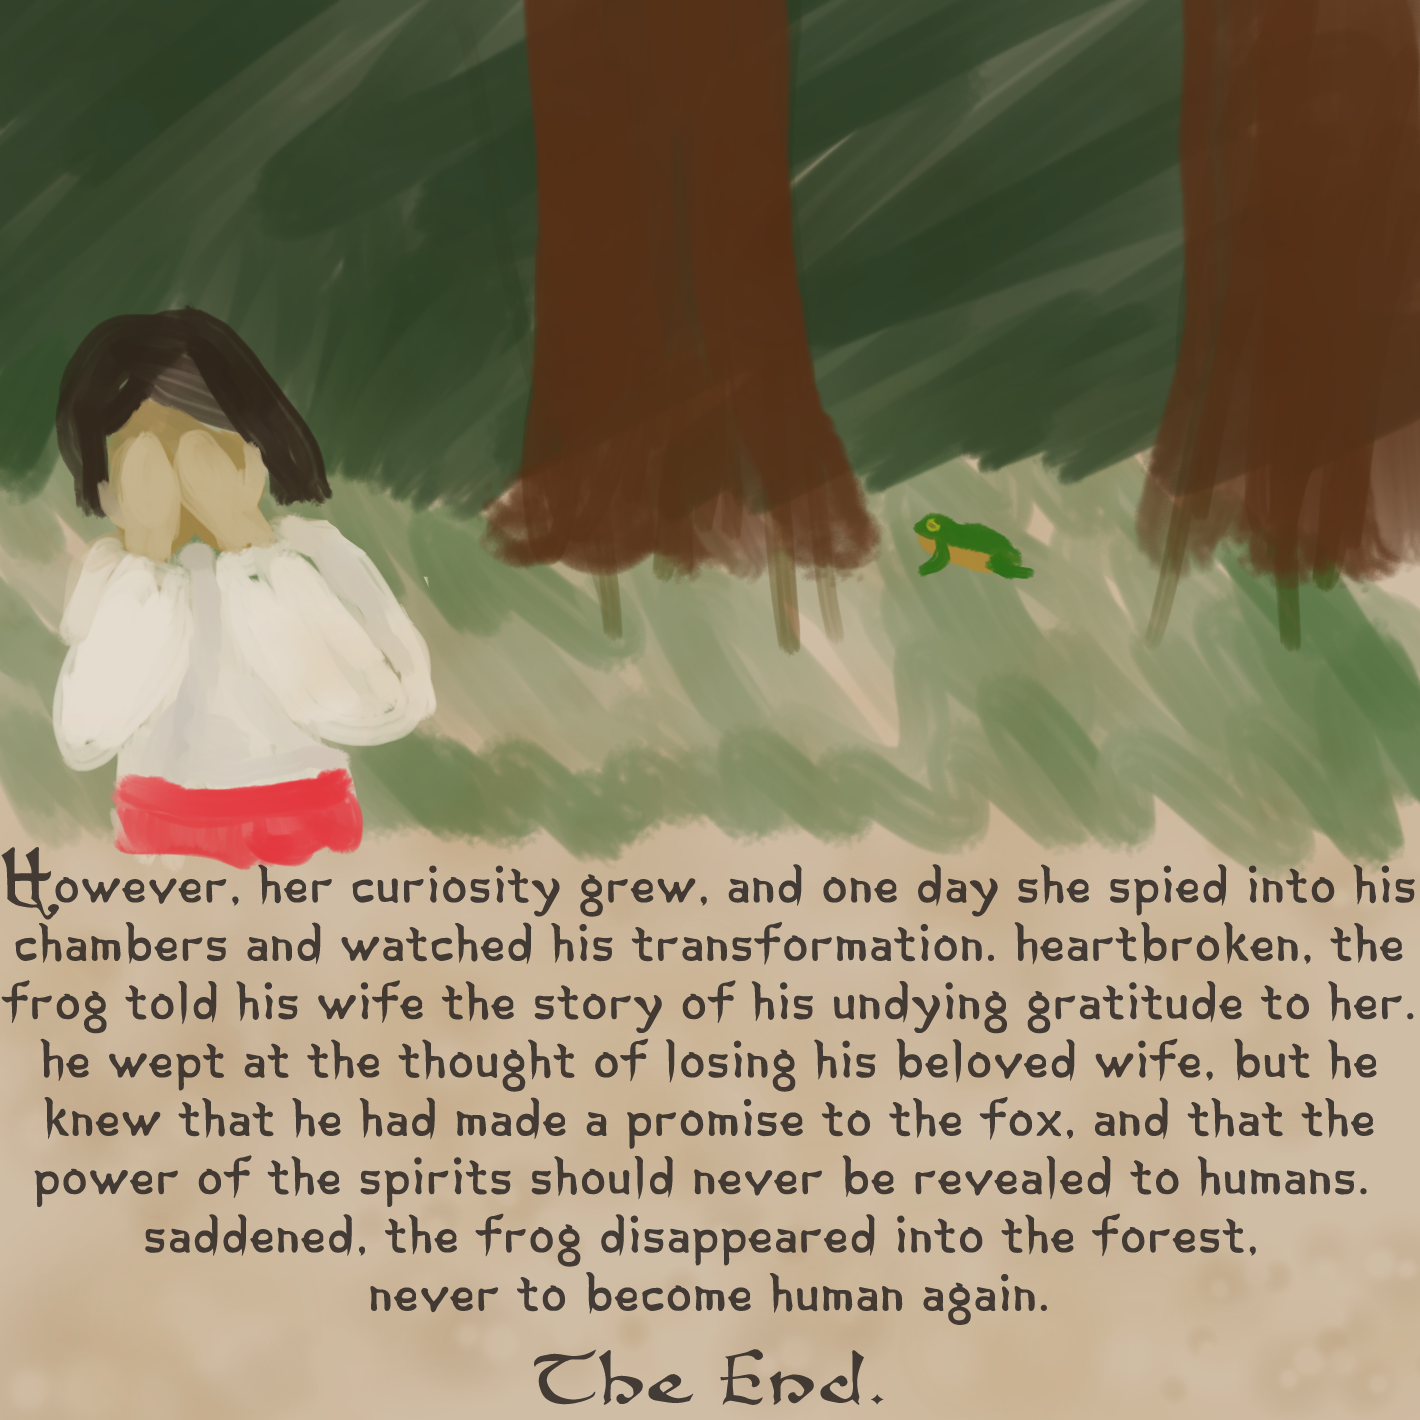 However, her curiosity grew, and one day she spied into his
chambers and watched his transformation. heartbroken, the
frog told his wife the story of his undying gratitude to her.
he wept at the thought of losing his beloved wife, but he
knew that he had made a promise to the fox, and that the
power of the spirits should never be revealed to humans.
saddened, the frog disappeared into the forest,
never to become human again.
The End.